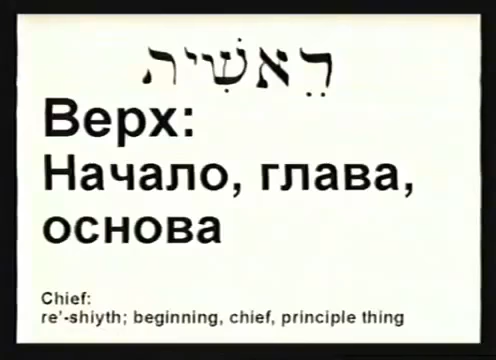 רֵאשִׁית
Верх:
Начало, глава,
основа
Chief:
re'-shiyth; beginning, chief, principle thing